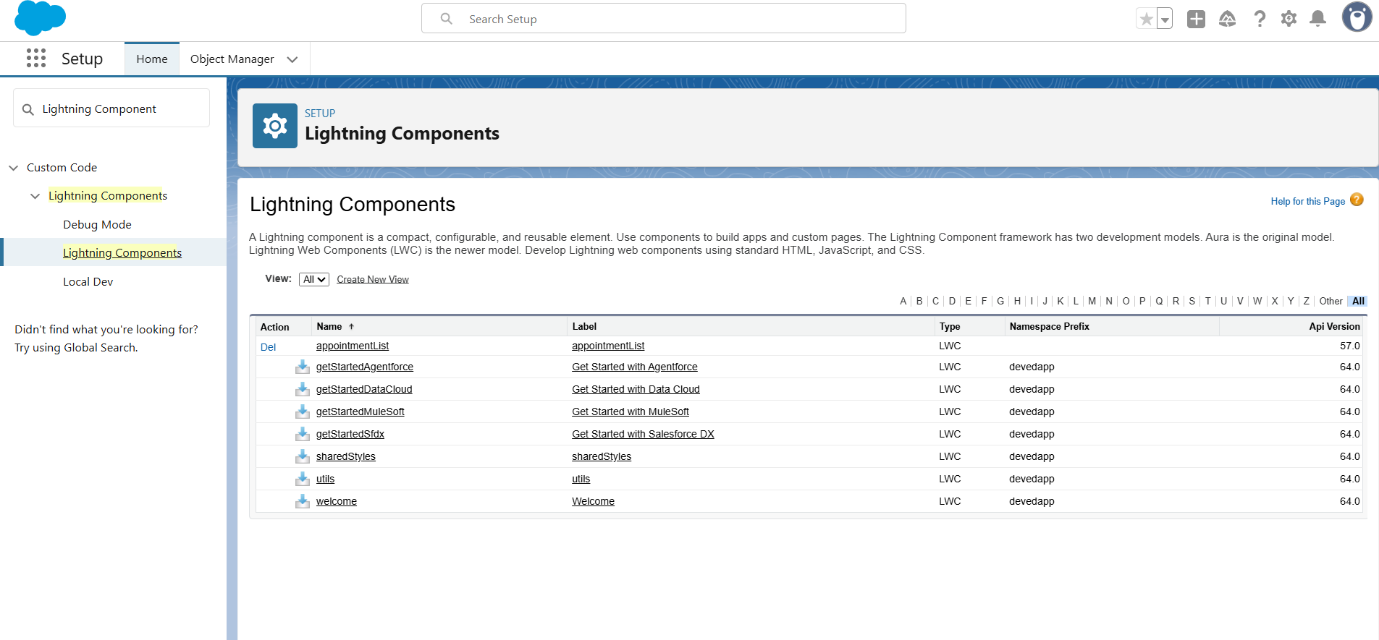 Search Setup
Setup
Home
Object Manager
Lightning Component
Custom Code
Lightning Components
Debug Mode
Lightning Components
Local Dev
Didn't find what you're looking for?
Try using Global Search.
SETUP
Lightning Components
Lightning Components
Help for this Page ?
A Lightning component is a compact, configurable, and reusable element. Use components to build apps and custom pages. The Lightning Component framework has two development models. Aura is the original model.
Lightning Web Components (LWC) is the newer model. Develop Lightning web components using standard HTML, JavaScript, and CSS.
View: All Create New View
A | B | C | D | E | F | G | H | I | J | K | L | M | N | O | P | Q | R | S | T | U | V | W | X | Y | Z | Other | All
Action Name ↑ Label Type Namespace Prefix Api Version
Del appointmentList appointmentList LWC 57.0
getStartedAgentforce Get Started with Agentforce LWC devedapp 64.0
getStartedDataCloud Get Started with Data Cloud LWC devedapp 64.0
getStartedMuleSoft Get Started with MuleSoft LWC devedapp 64.0
getStartedSfdx Get Started with Salesforce DX LWC devedapp 64.0
sharedStyles sharedStyles LWC devedapp 64.0
utils utils LWC devedapp 64.0
welcome Welcome LWC devedapp 64.0